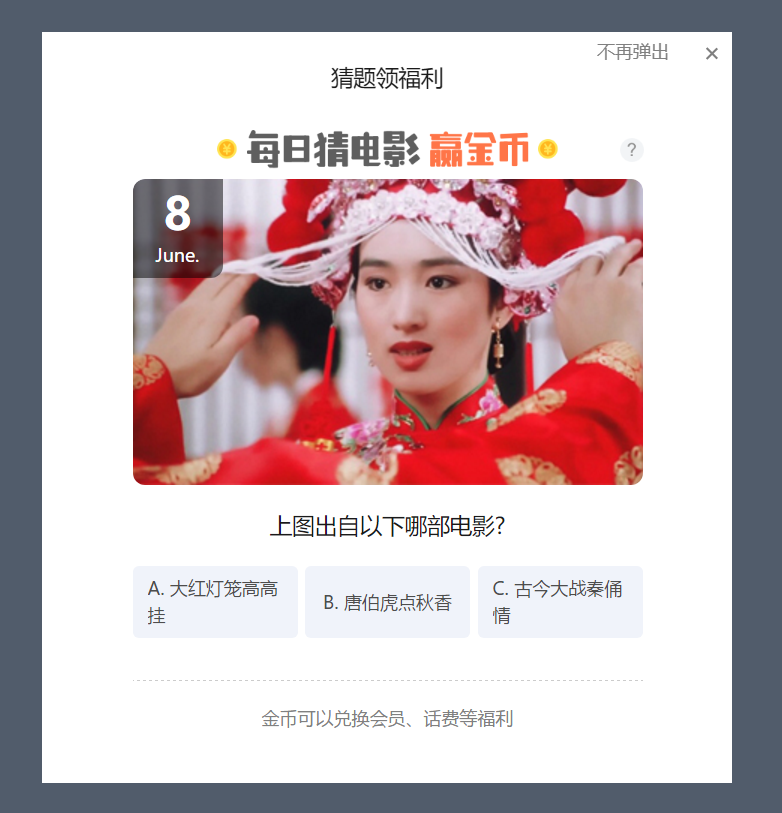 不再弹出
猜题领福利
每日猜电影 赢金币
?
8
June.
上图出自以下哪部电影?
A. 大红灯笼高高
挂
B. 唐伯虎点秋香
C. 古今大战秦俑
情
金币可以兑换会员、话费等福利